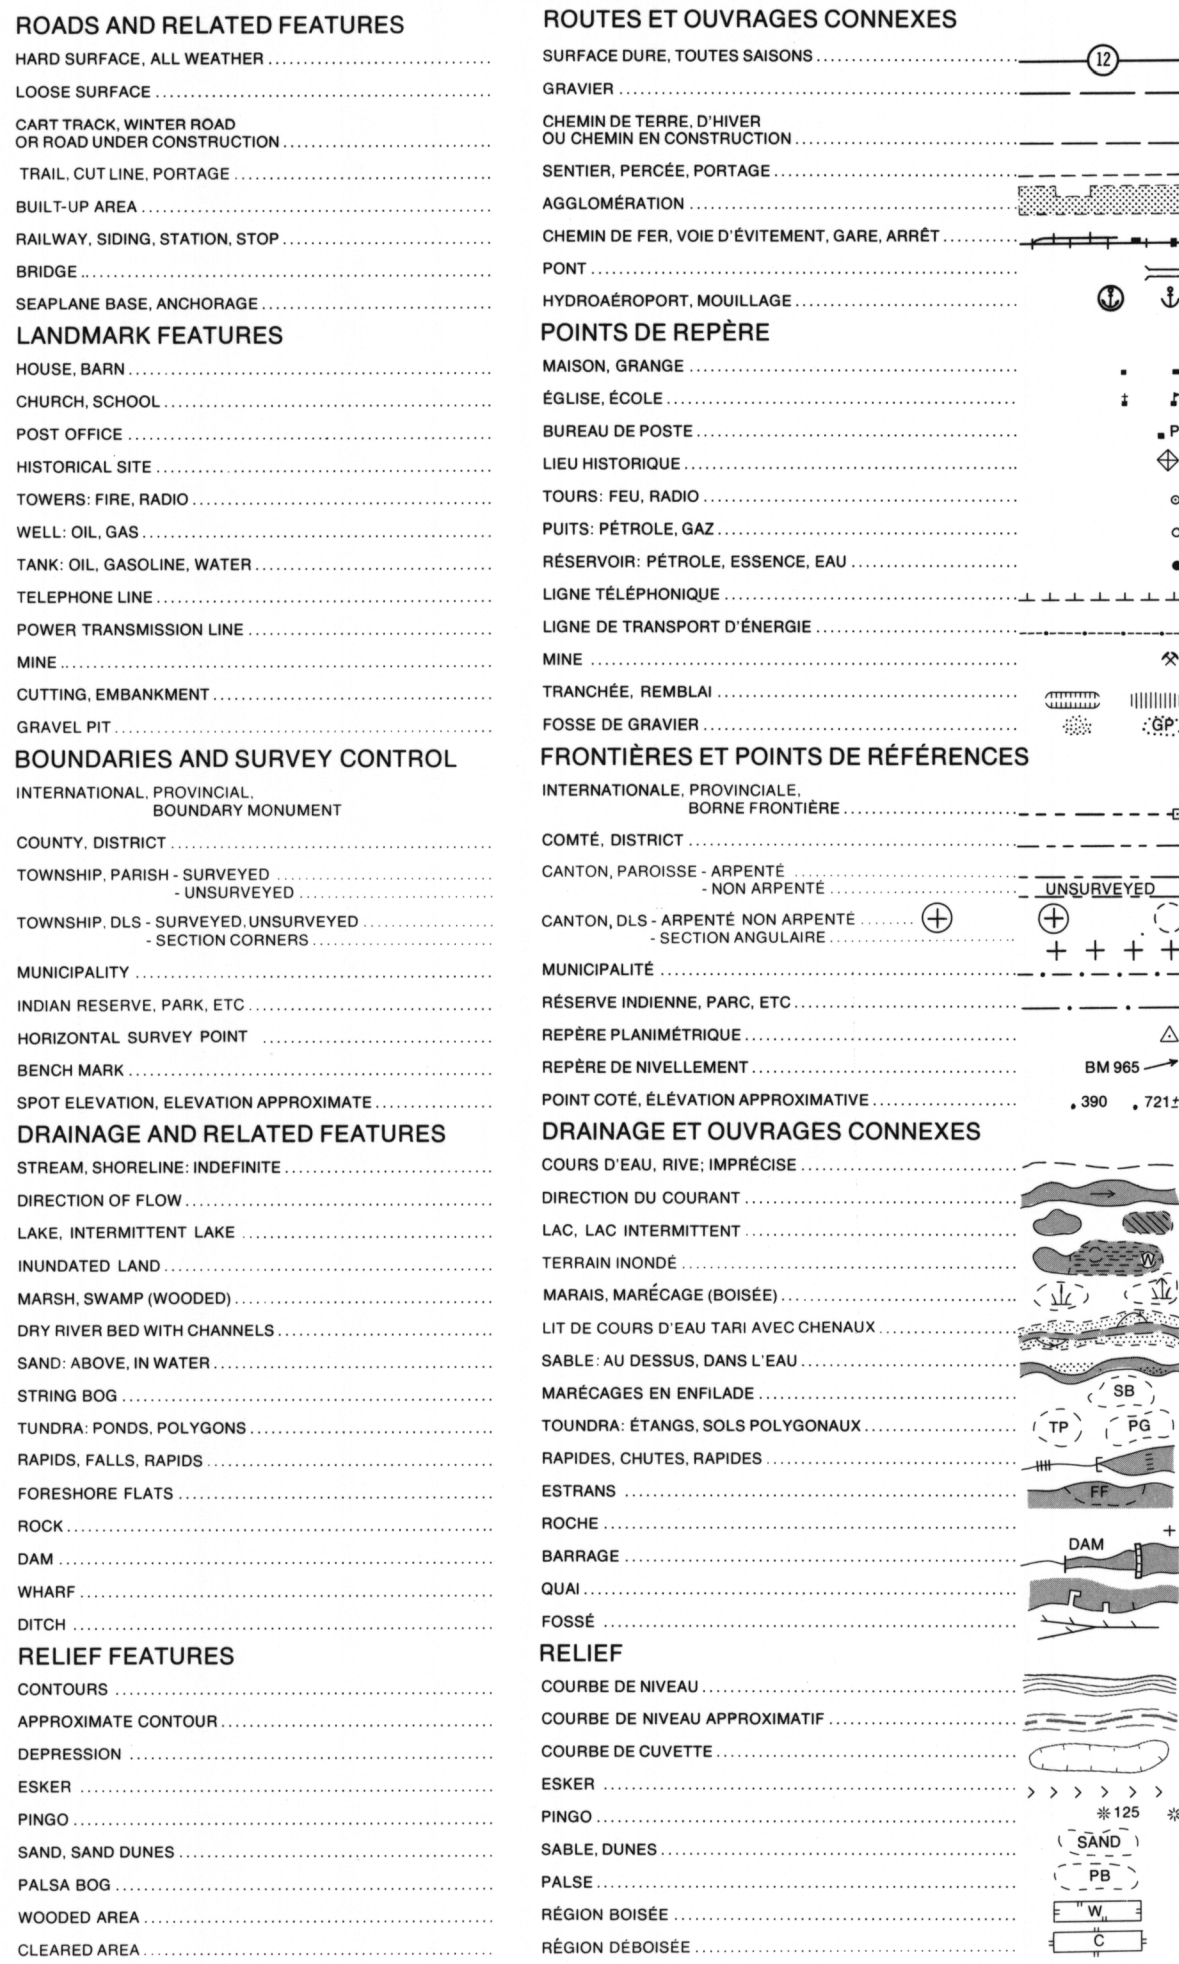 ROADS AND RELATED FEATURES
HARD SURFACE, ALL WEATHER
LOOSE SURFACE
CART TRACK, WINTER ROAD
OR ROAD UNDER CONSTRUCTION
TRAIL, CUT LINE, PORTAGE
BUILT-UP AREA
RAILWAY, SIDING, STATION, STOP
BRIDGE
SEAPLANE BASE, ANCHORAGE
LANDMARK FEATURES
HOUSE, BARN
CHURCH, SCHOOL
POST OFFICE
HISTORICAL SITE
TOWERS: FIRE, RADIO
WELL: OIL, GAS
TANK: OIL, GASOLINE, WATER
TELEPHONE LINE
POWER TRANSMISSION LINE
MINE
CUTTING, EMBANKMENT
GRAVEL PIT
BOUNDARIES AND SURVEY CONTROL
INTERNATIONAL, PROVINCIAL,
BOUNDARY MONUMENT
COUNTY, DISTRICT
TOWNSHIP, PARISH - SURVEYED
- UNSURVEYED
TOWNSHIP, DLS - SURVEYED, UNSURVEYED
- SECTION CORNERS
MUNICIPALITY
INDIAN RESERVE, PARK, ETC
HORIZONTAL SURVEY POINT
BENCH MARK
SPOT ELEVATION, ELEVATION APPROXIMATE
DRAINAGE AND RELATED FEATURES
STREAM, SHORELINE: INDEFINITE
DIRECTION OF FLOW
LAKE, INTERMITTENT LAKE
INUNDATED LAND
MARSH, SWAMP (WOODED)
DRY RIVER BED WITH CHANNELS
SAND: ABOVE, IN WATER
STRING BOG
TUNDRA: PONDS, POLYGONS
RAPIDS, FALLS, RAPIDS
FORESHORE FLATS
ROCK
DAM
WHARF
DITCH
RELIEF FEATURES
CONTOURS
APPROXIMATE CONTOUR
DEPRESSION
ESKER
PINGO
SAND, SAND DUNES
PALSA BOG
WOODED AREA
CLEARED AREA
ROUTES ET OUVRAGES CONNEXES
SURFACE DURE, TOUTES SAISONS 12
GRAVIER
CHEMIN DE TERRE, D'HIVER
OU CHEMIN EN CONSTRUCTION
SENTIER, PERCÉE, PORTAGE
AGGLOMÉRATION
CHEMIN DE FER, VOIE D'ÉVITEMENT, GARE, ARRÊT
PONT
HYDROAÉROPORT, MOUILLAGE
POINTS DE REPÈRE
MAISON, GRANGE
ÉGLISE, ÉCOLE
BUREAU DE POSTE P
LIEU HISTORIQUE
TOURS: FEU, RADIO
PUITS: PÉTROLE, GAZ
RÉSERVOIR: PÉTROLE, ESSENCE, EAU
LIGNE TÉLÉPHONIQUE
LIGNE DE TRANSPORT D'ÉNERGIE
MINE
TRANCHÉE, REMBLAI
FOSSE DE GRAVIER GP
FRONTIÈRES ET POINTS DE RÉFÉRENCES
INTERNATIONALE, PROVINCIALE,
BORNE FRONTIÈRE
COMTÉ, DISTRICT
CANTON, PAROISSE - ARPENTÉ
- NON ARPENTÉ UNSURVEYED
CANTON, DLS - ARPENTÉ NON ARPENTÉ
- SECTION ANGULAIRE
MUNICIPALITÉ
RÉSERVE INDIENNE, PARC, ETC
REPÈRE PLANIMÉTRIQUE
REPÈRE DE NIVELLEMENT BM 965
POINT COTÉ, ÉLÉVATION APPROXIMATIVE .390 .721±
DRAINAGE ET OUVRAGES CONNEXES
COURS D'EAU, RIVE; IMPRÉCISE
DIRECTION DU COURANT
LAC, LAC INTERMITTENT
TERRAIN INONDÉ W
MARAIS, MARÉCAGE (BOISÉE)
LIT DE COURS D'EAU TARI AVEC CHENAUX
SABLE: AU DESSUS, DANS L'EAU
MARÉCAGES EN ENFILADE SB
TOUNDRA: ÉTANGS, SOLS POLYGONAUX TP PG
RAPIDES, CHUTES, RAPIDES
ESTRANS FF
ROCHE
BARRAGE DAM
QUAI
FOSSÉ
RELIEF
COURBE DE NIVEAU
COURBE DE NIVEAU APPROXIMATIF
COURBE DE CUVETTE
ESKER
PINGO 125
SABLE, DUNES SAND
PALSE PB
RÉGION BOISÉE W
RÉGION DÉBOISÉE C